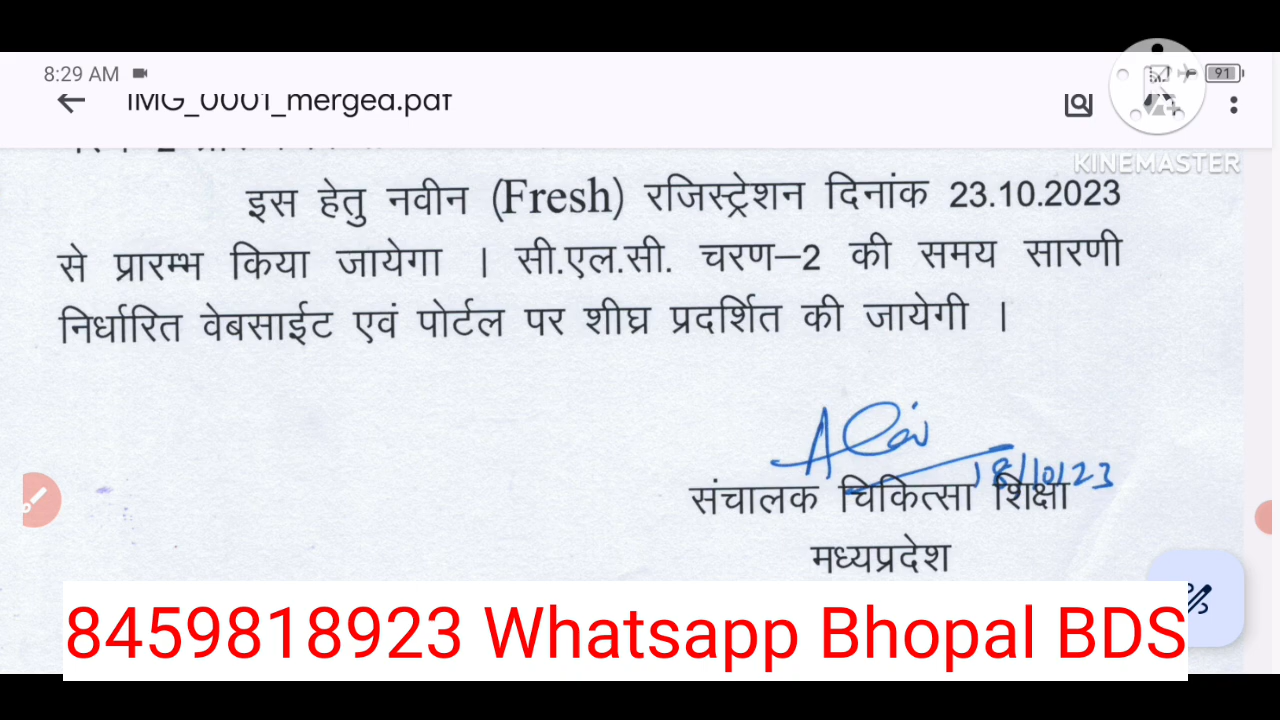 8:29 AM
91
IMG_0001_merged.pdf
KINEMASTER
इस हेतु नवीन (Fresh) रजिस्ट्रेशन दिनांक 23.10.2023
से प्रारम्भ किया जायेगा । सी.एल.सी. चरण–2 की समय सारणी
निर्धारित वेबसाईट एवं पोर्टल पर शीघ्र प्रदर्शित की जायेगी ।
18/10/23
संचालक चिकित्सा शिक्षा
मध्यप्रदेश
8459818923 Whatsapp Bhopal BDS